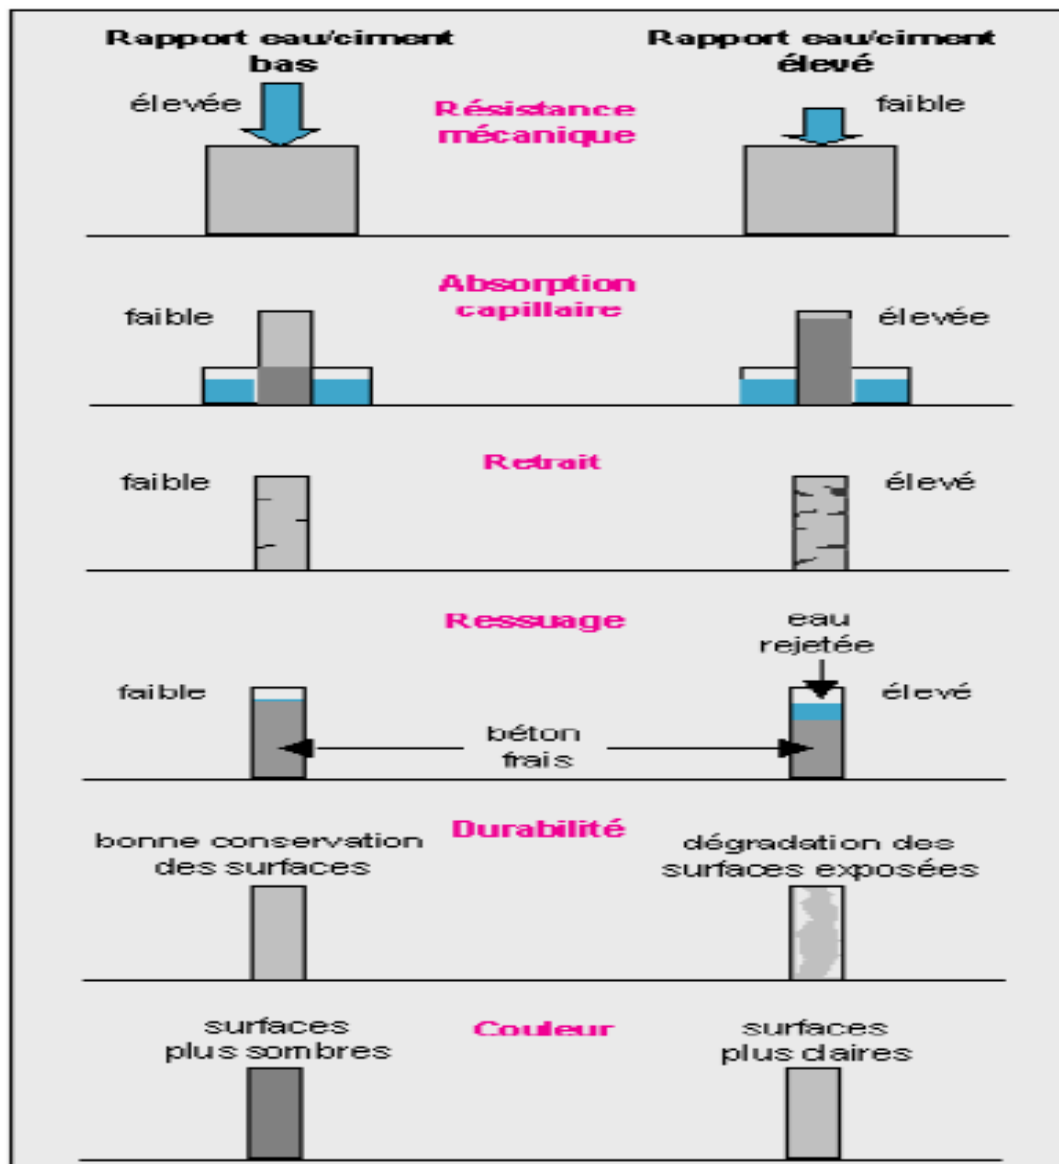 Rapport eau/ciment
bas
Rapport eau/ciment
élevé
élevée
Résistance
mécanique
faible
Absorption
capillaire
faible
élevée
Retrait
faible
élevé
Ressuage
eau
rejetée
faible
élevé
béton
frais
Durabilité
bonne conservation
des surfaces
dégradation des
surfaces exposées
surfaces
plus sombres
Couleur
surfaces
plus claires